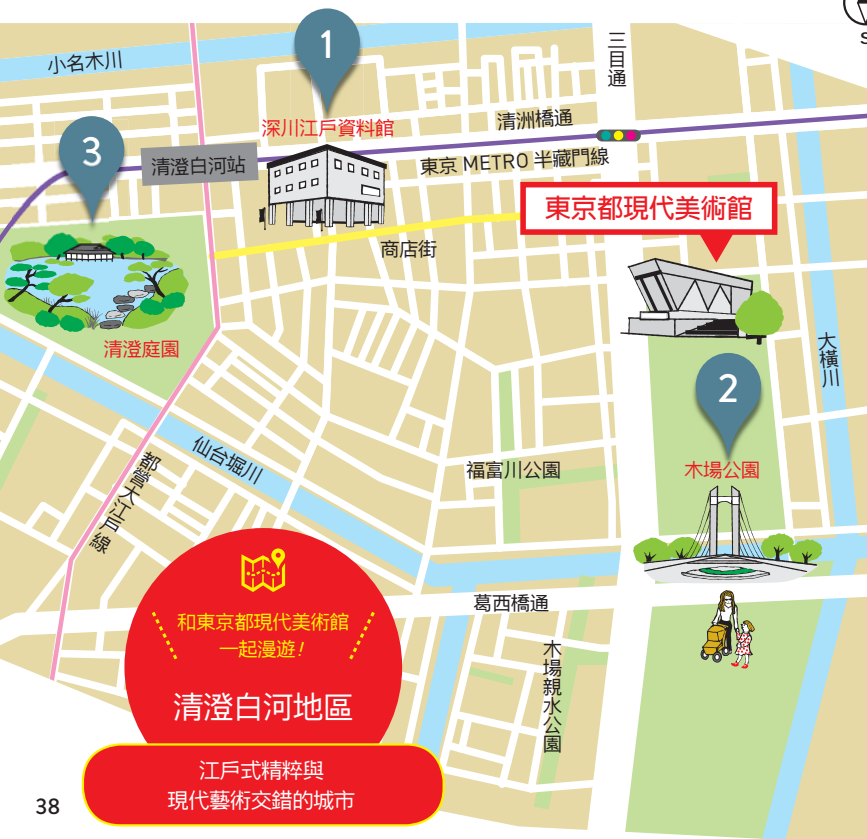 S
小名木川
1
三目通
深川江戶資料館
清洲橋通
3
清澄白河站
東京 METRO 半藏門線
東京都現代美術館
商店街
清澄庭園
大橫川
2
仙台堀川
都營大江戶線
福富川公園
木場公園
和東京都現代美術館
一起漫遊!
葛西橋通
清澄白河地區
木場親水公園
江戶式精粹與
現代藝術交錯的城市
38